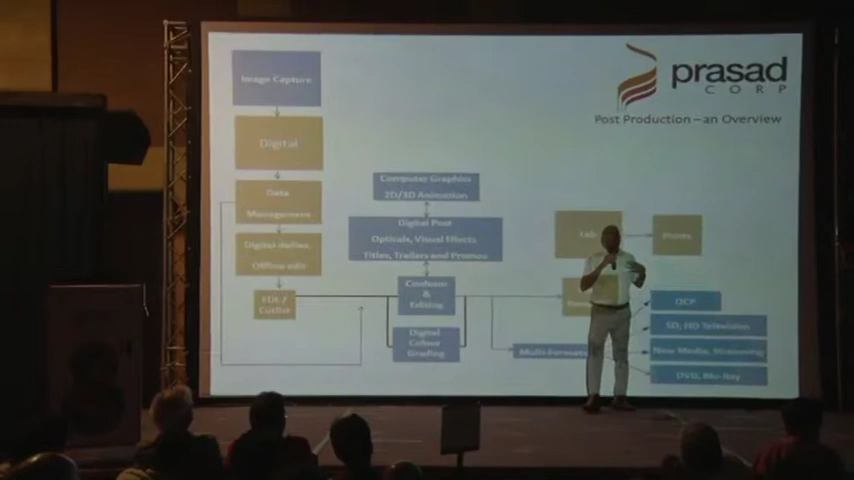 prasad
CORP
Post Production – an Overview
Image Capture
Digital
Data
Management
Digital dailies,
Offline edit
EDL /
Cutlist
Computer Graphics
2D/3D Animation
Digital Post
Opticals, Visual Effects,
Titles, Trailers and Promos
Conform
&
Editing
Digital
Colour
Grading
Lab
Prints
Multi-Formats
DCP
SD, HD Television
New Media, Streaming
DVD, Blu-Ray